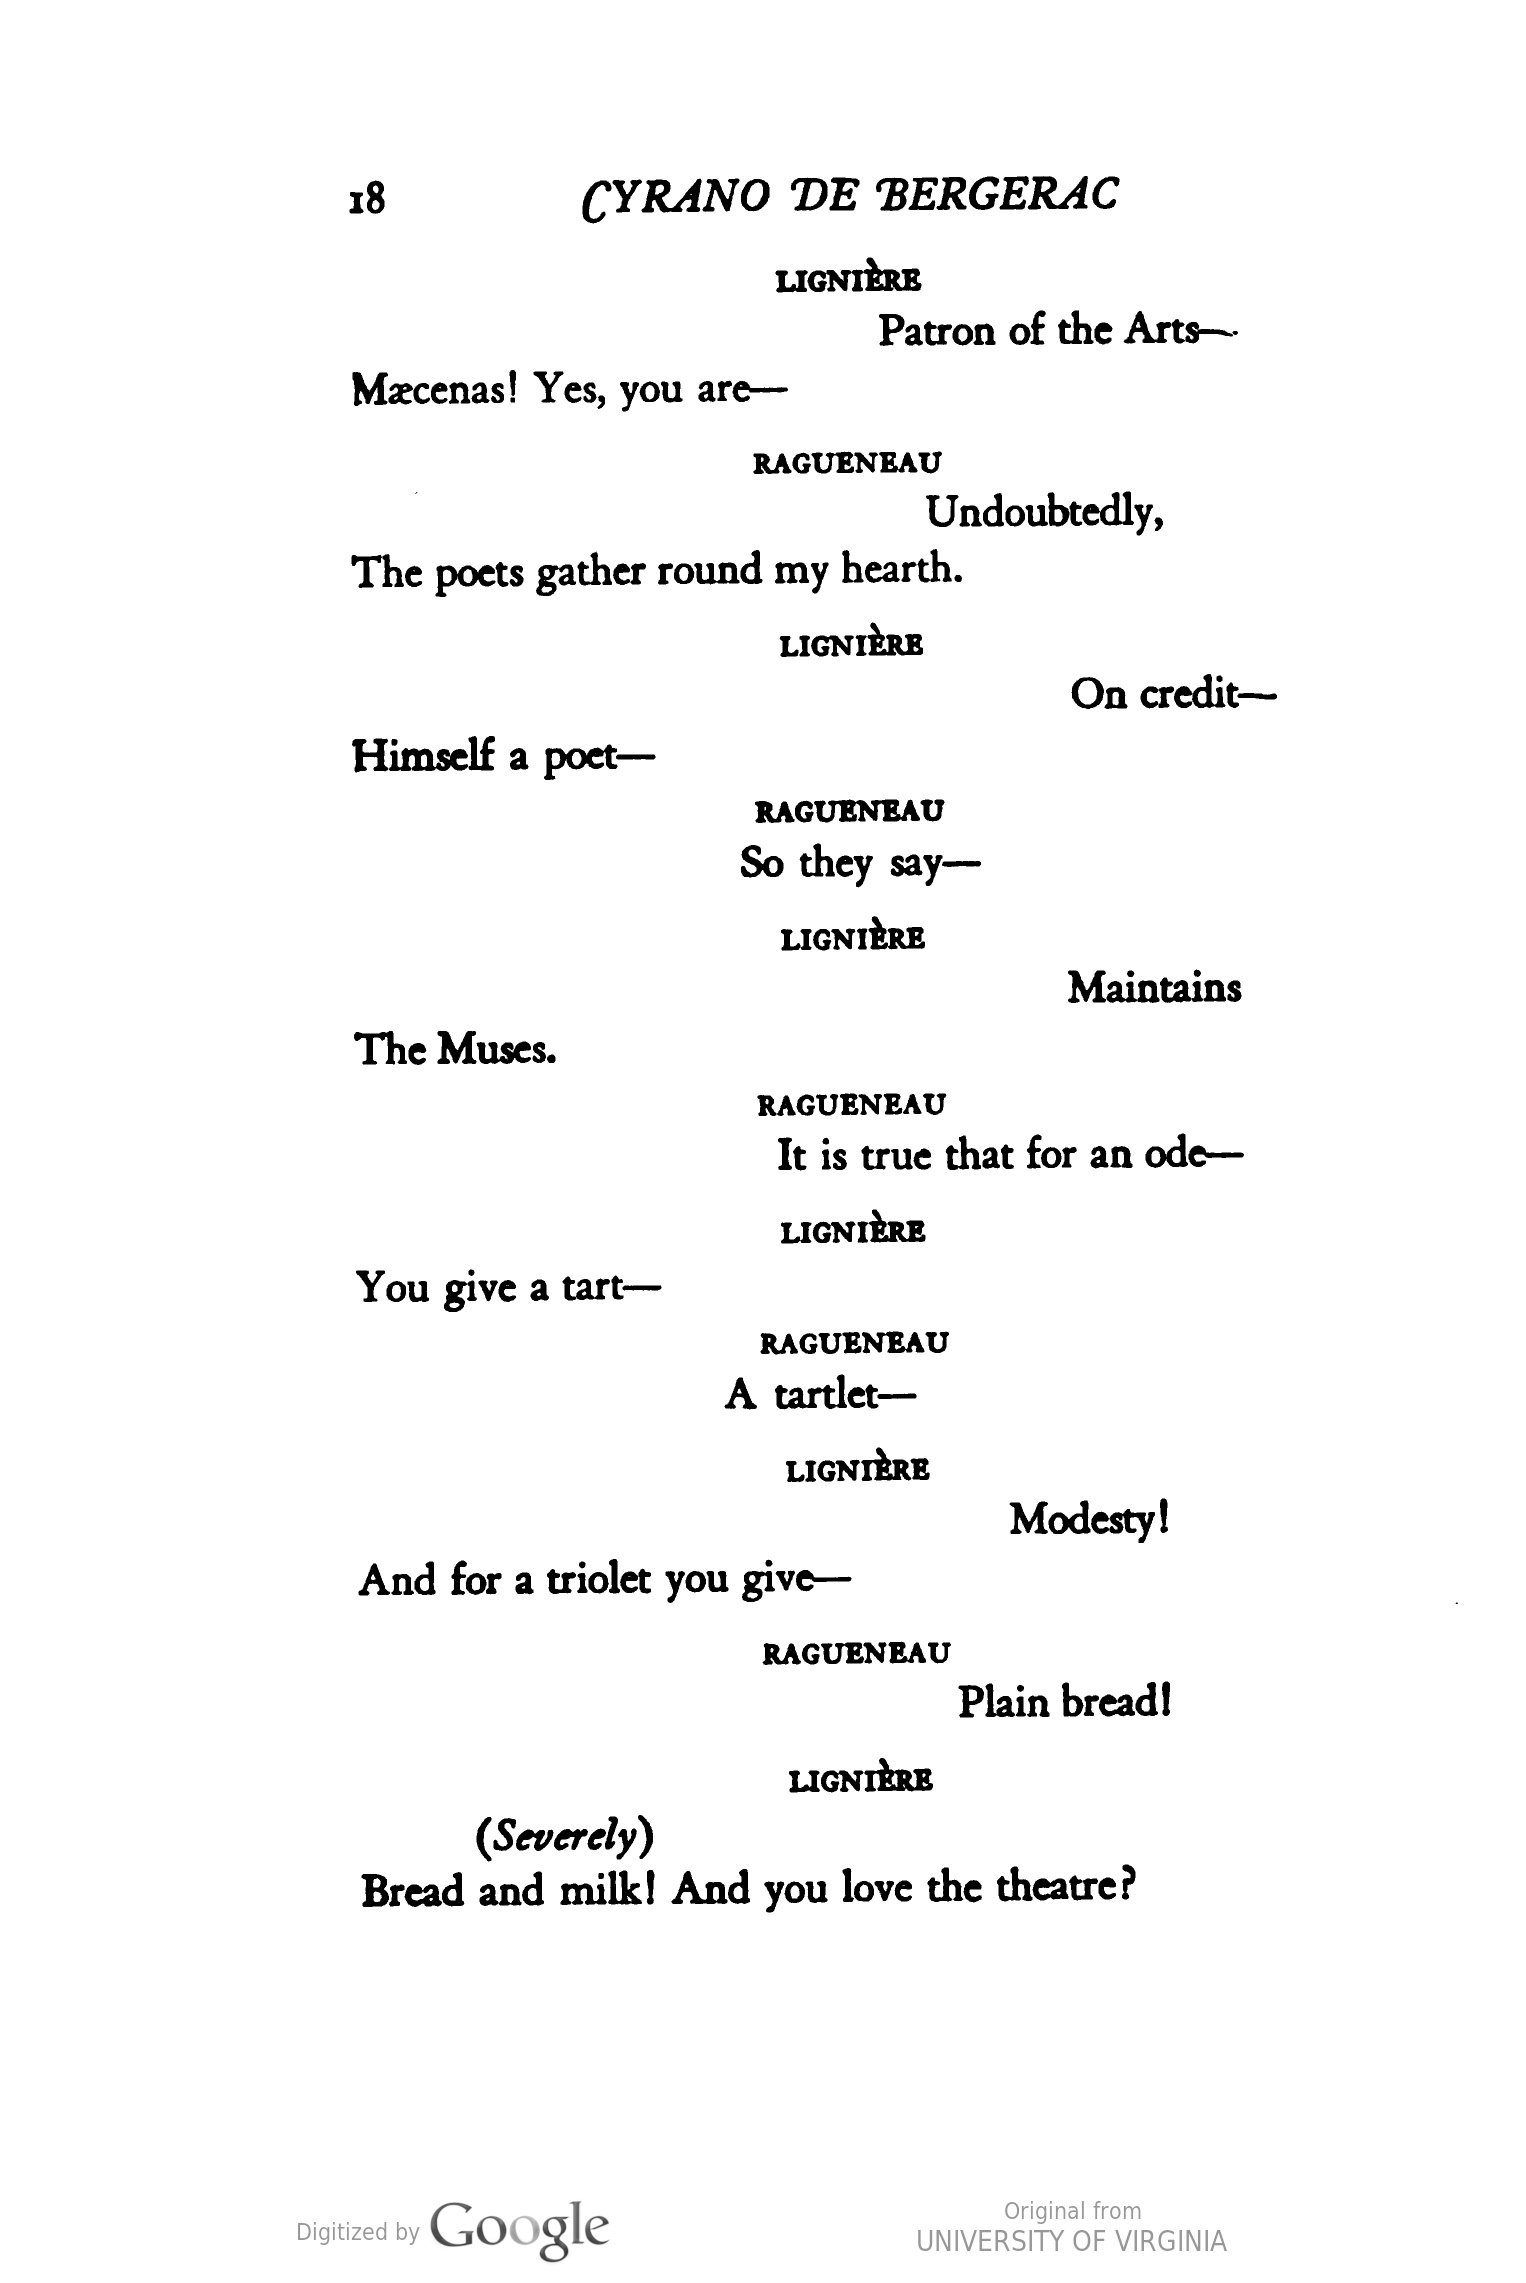 18 CYRANO DE BERGERAC
LIGNIÈRE
Patron of the Arts—
Mæcenas! Yes, you are—
RAGUENEAU
Undoubtedly,
The poets gather round my hearth.
LIGNIÈRE
On credit—
Himself a poet—
RAGUENEAU
So they say—
LIGNIÈRE
Maintains
The Muses.
RAGUENEAU
It is true that for an ode—
LIGNIÈRE
You give a tart—
RAGUENEAU
A tartlet—
LIGNIÈRE
Modesty!
And for a triolet you give—
RAGUENEAU
Plain bread!
LIGNIÈRE
(Severely)
Bread and milk! And you love the theatre?
Digitized by Google
Original from
UNIVERSITY OF VIRGINIA